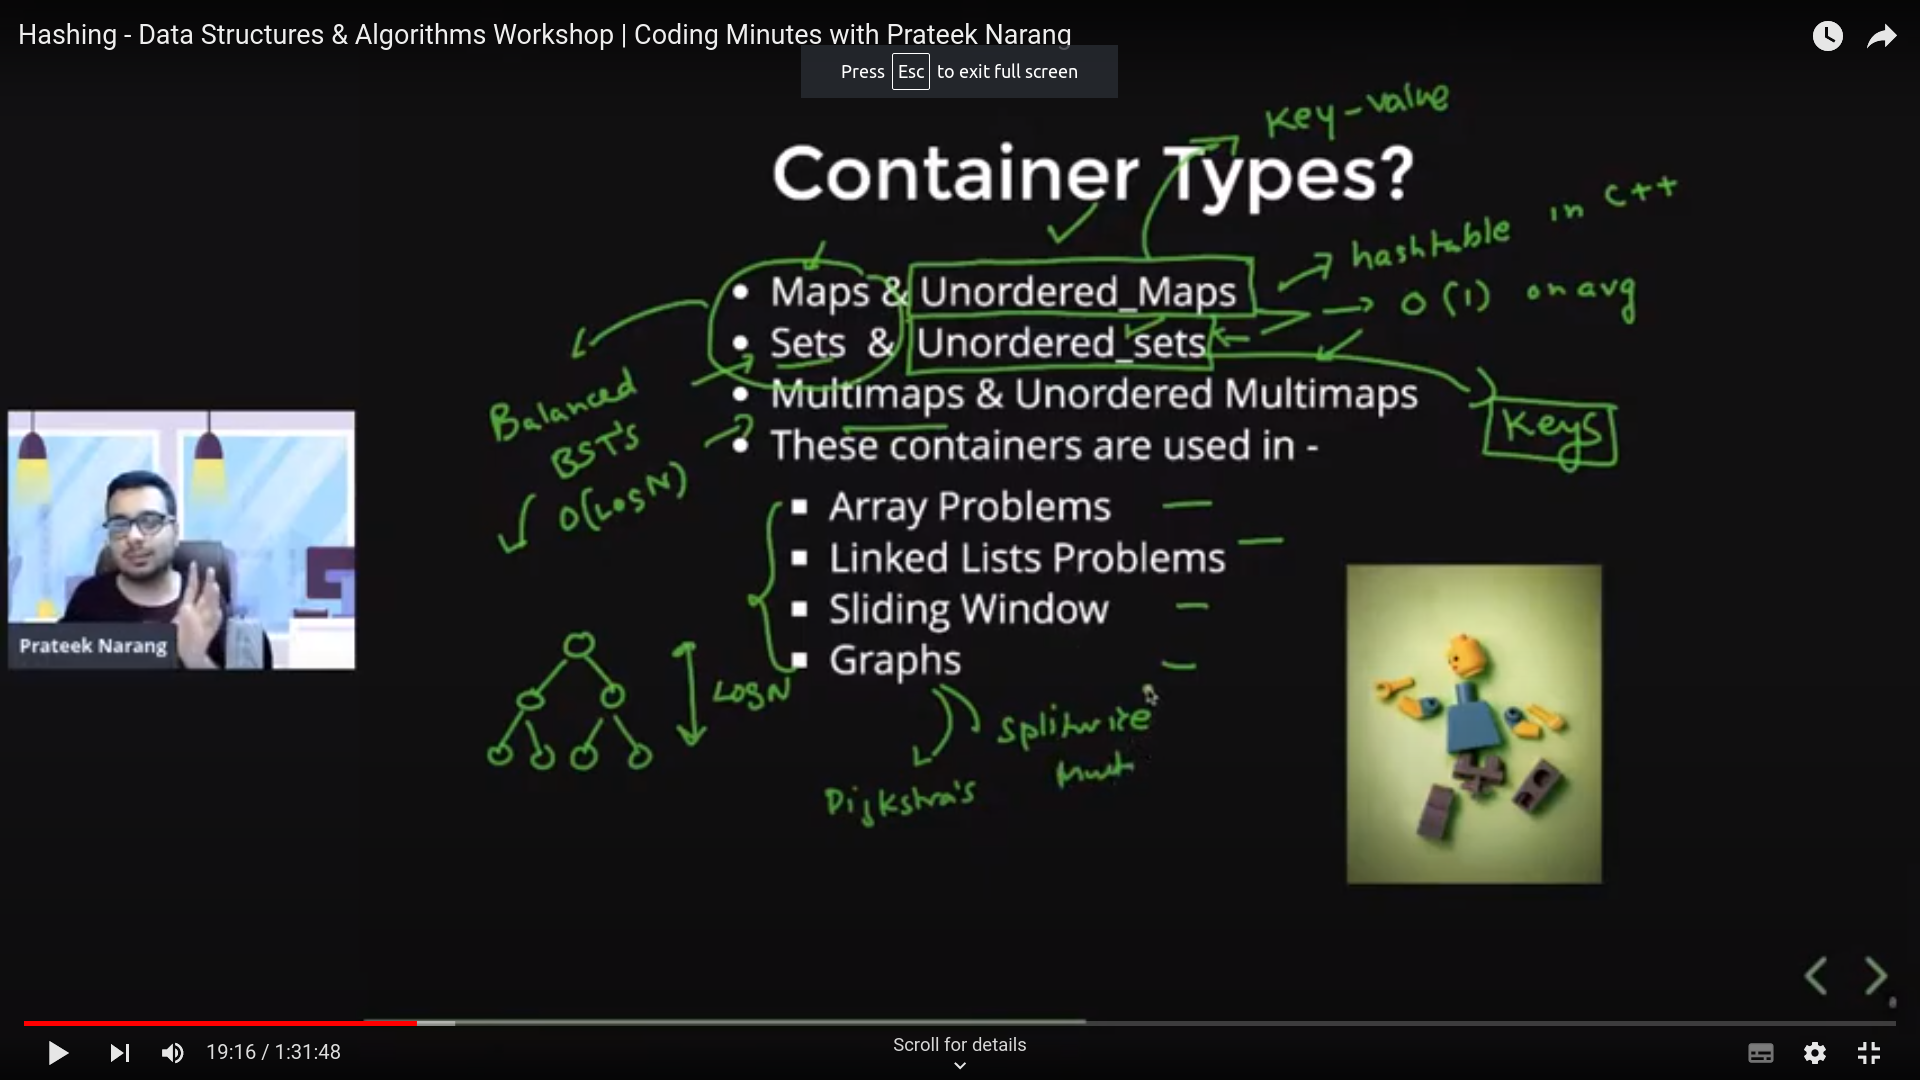 Hashing - Data Structures & Algorithms Workshop | Coding Minutes with Prateek Narang
Press Esc to exit full screen
Key-value
Container Types?
hashtable in C++
• Maps & Unordered_Maps
O(1) on avg
• Sets & Unordered_sets
• Multimaps & Unordered Multimaps
Keys
Balanced
BST's
O(LogN)
• These containers are used in -
▪ Array Problems
▪ Linked Lists Problems
▪ Sliding Window
▪ Graphs
Prateek Narang
LogN
Splitwise
Dijkstra's
19:16 / 1:31:48
Scroll for details